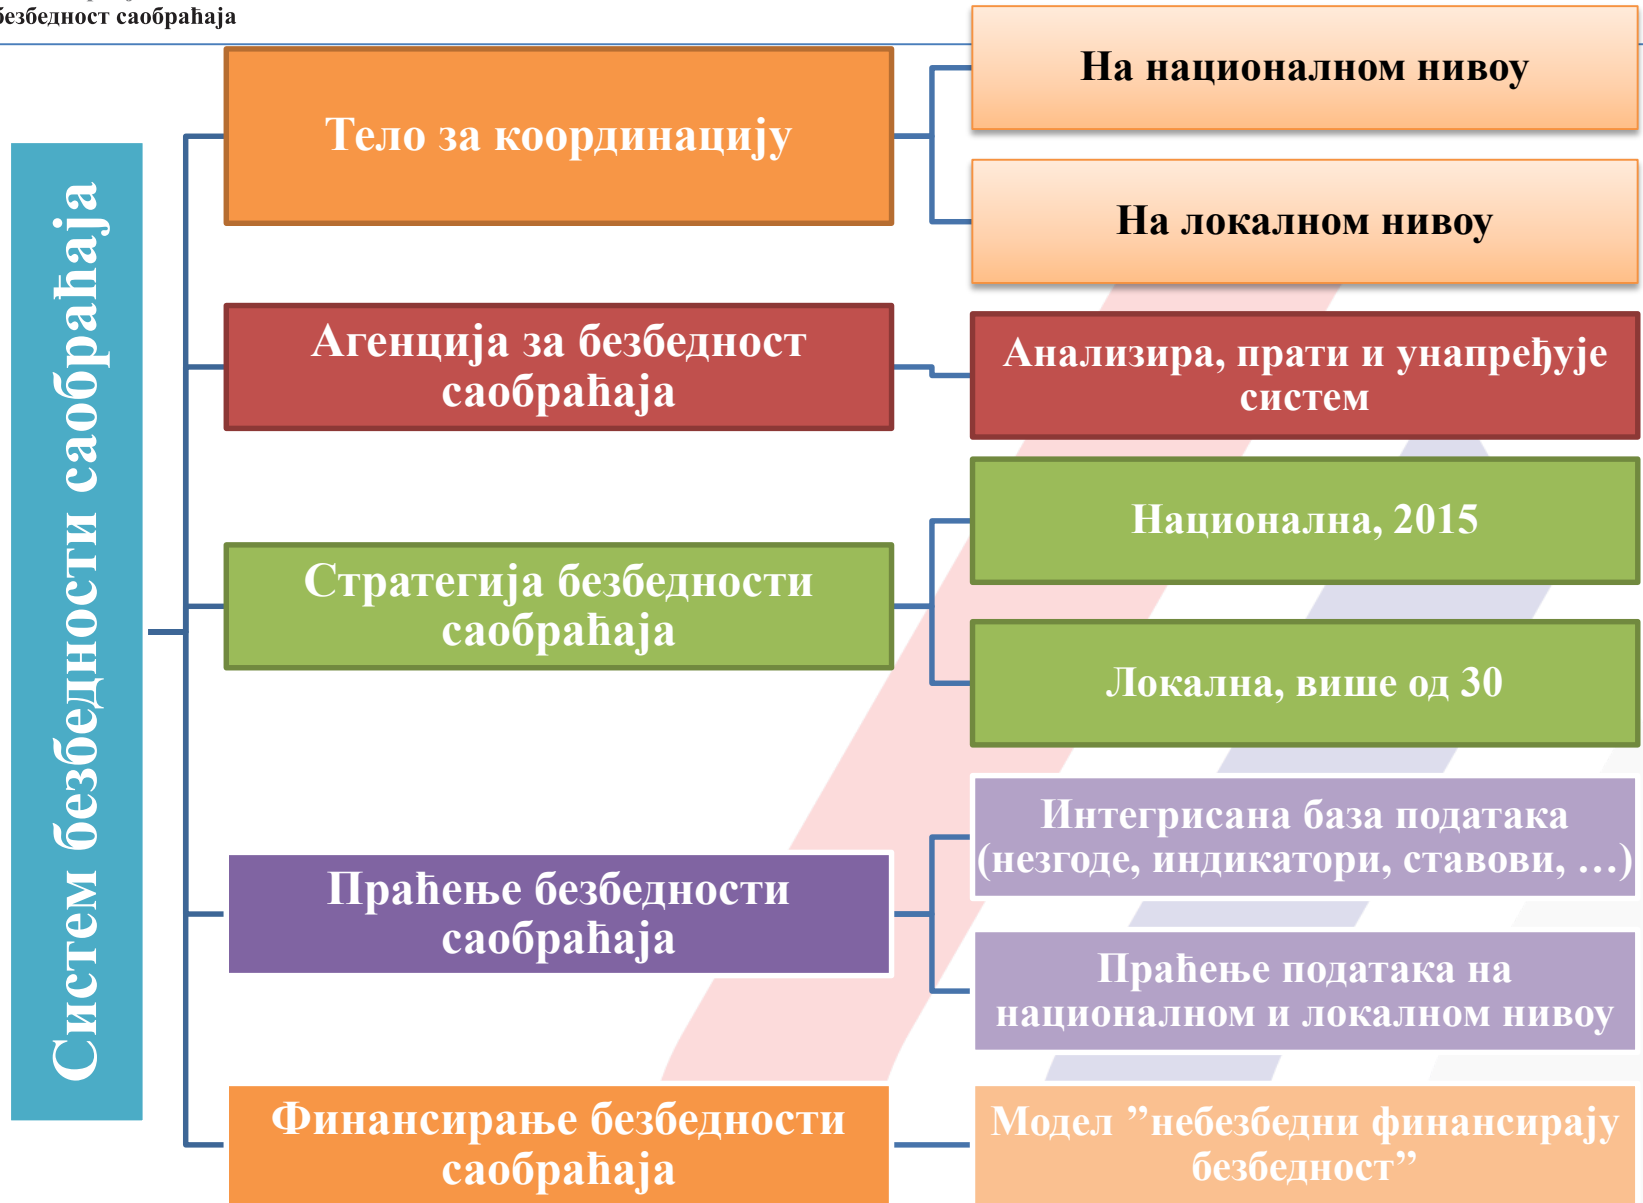 безбедност саобраћаја
Систем безбедности саобраћаја
Тело за координацију
На националном нивоу
На локалном нивоу
Агенција за безбедност
саобраћаја
Анализира, прати и унапређује
систем
Стратегија безбедности
саобраћаја
Национална, 2015
Локална, више од 30
Праћење безбедности
саобраћаја
Интегрисана база података
(незгоде, индикатори, ставови, …)
Праћење података на
националном и локалном нивоу
Финансирање безбедности
саобраћаја
Модел ”небезбедни финансирају
безбедност”